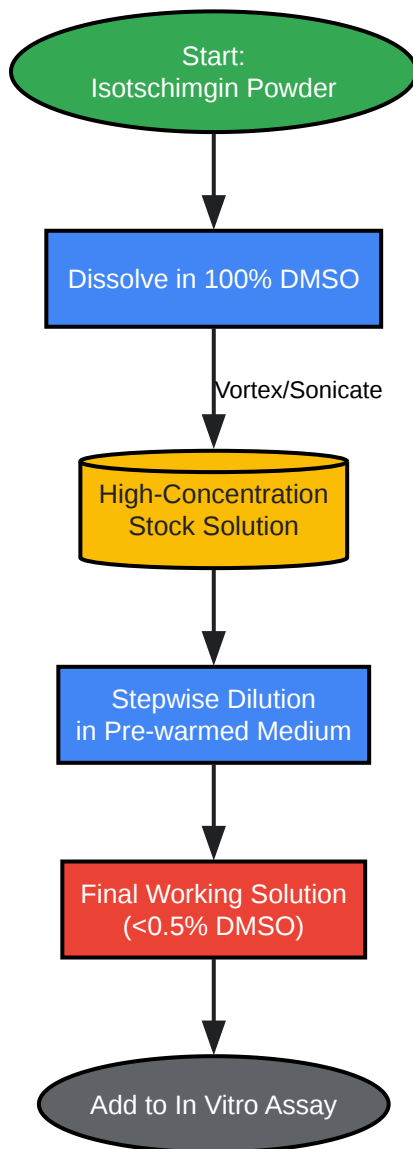 Start:
Isotschimgin Powder
Dissolve in 100% DMSO
Vortex/Sonicate
High-Concentration
Stock Solution
Stepwise Dilution
in Pre-warmed Medium
Final Working Solution
(<0.5% DMSO)
Add to In Vitro Assay